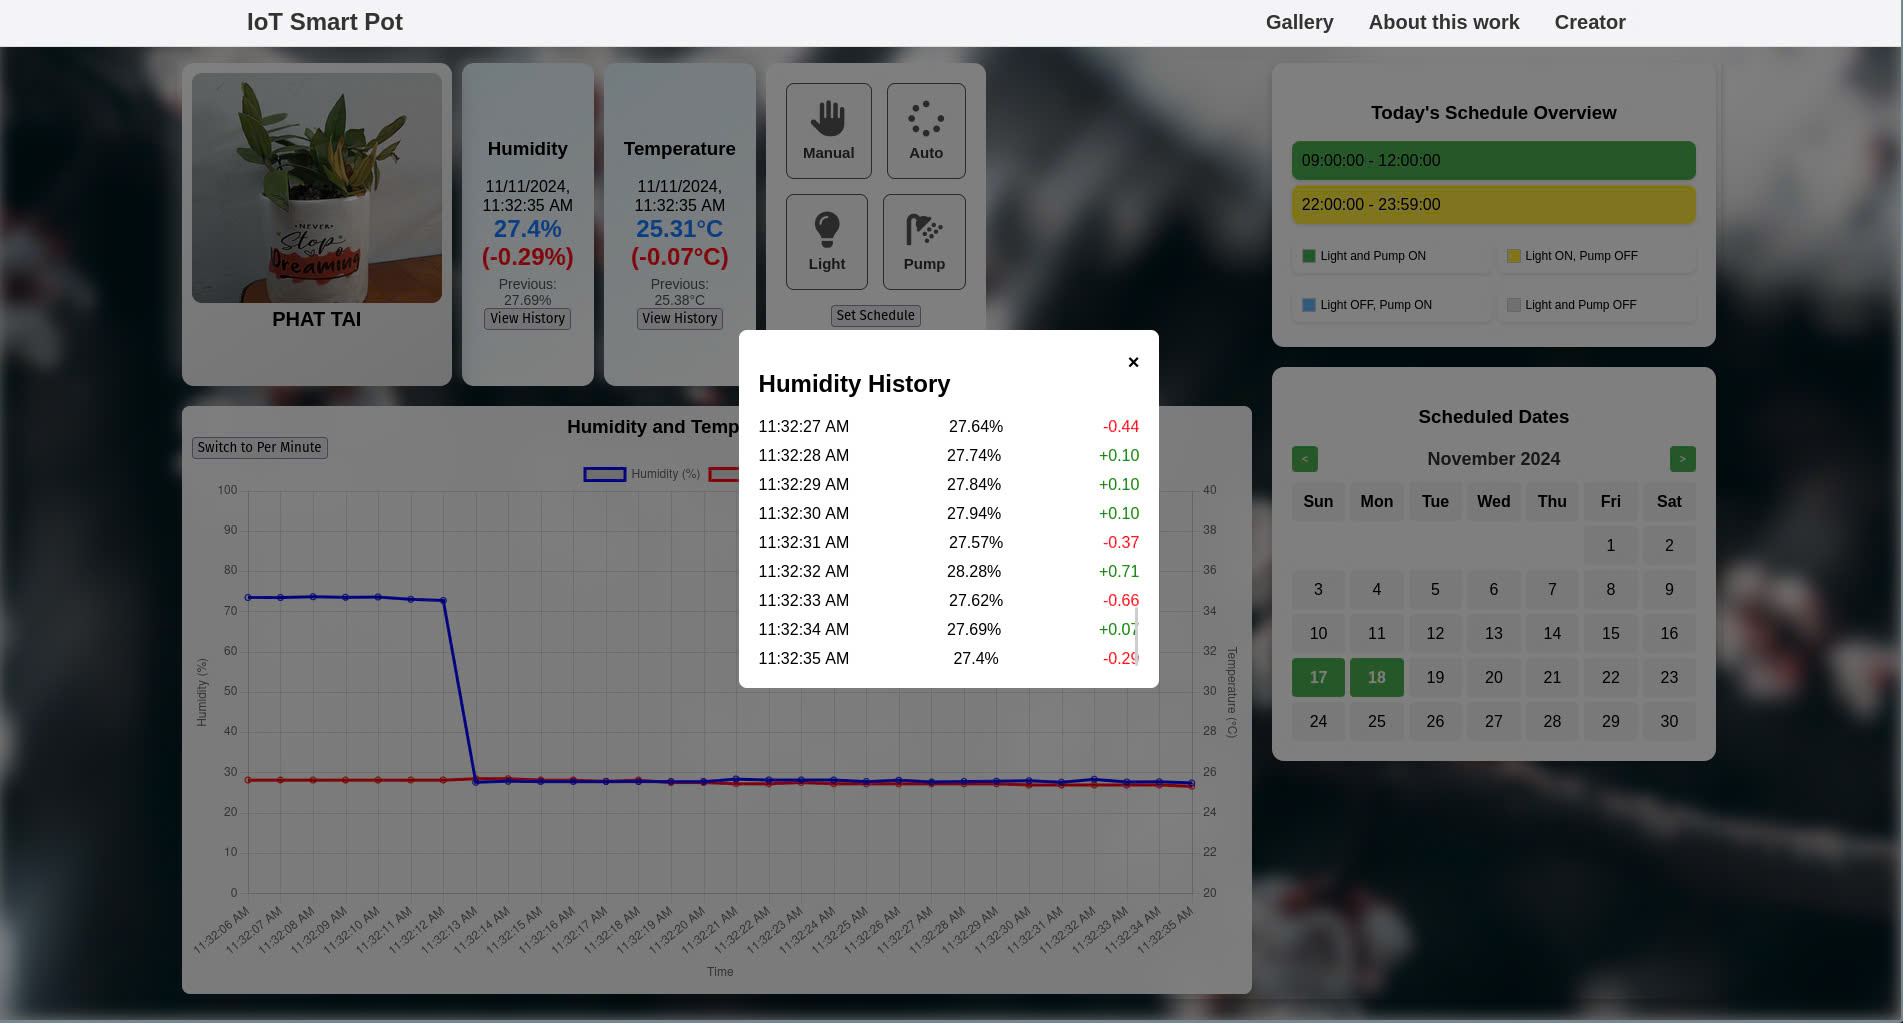 IoT Smart Pot
Gallery About this work Creator
NEVER
Stop
Dreaming
PHAT TAI
Humidity
11/11/2024,
11:32:35 AM
27.4%
(-0.29%)
Previous:
27.69%
View History
Temperature
11/11/2024,
11:32:35 AM
25.31°C
(-0.07°C)
Previous:
25.38°C
View History
Manual
Auto
Light
Pump
Set Schedule
Today's Schedule Overview
09:00:00 - 12:00:00
22:00:00 - 23:59:00
Light and Pump ON
Light ON, Pump OFF
Light OFF, Pump ON
Light and Pump OFF
×
Humidity History
11:32:27 AM 27.64% -0.44
11:32:28 AM 27.74% +0.10
11:32:29 AM 27.84% +0.10
11:32:30 AM 27.94% +0.10
11:32:31 AM 27.57% -0.37
11:32:32 AM 28.28% +0.71
11:32:33 AM 27.62% -0.66
11:32:34 AM 27.69% +0.07
11:32:35 AM 27.4% -0.29
Humidity and Temp
Switch to Per Minute
Humidity (%)
100
90
80
70
60
50
40
30
20
10
0
Humidity (%)
40
38
36
34
32
30
28
26
24
22
20
Temperature (°C)
11:32:06 AM
11:32:07 AM
11:32:08 AM
11:32:09 AM
11:32:10 AM
11:32:11 AM
11:32:12 AM
11:32:13 AM
11:32:14 AM
11:32:15 AM
11:32:16 AM
11:32:17 AM
11:32:18 AM
11:32:19 AM
11:32:20 AM
11:32:21 AM
11:32:22 AM
11:32:23 AM
11:32:24 AM
11:32:25 AM
11:32:26 AM
11:32:27 AM
11:32:28 AM
11:32:29 AM
11:32:30 AM
11:32:31 AM
11:32:32 AM
11:32:33 AM
11:32:34 AM
11:32:35 AM
Time
Scheduled Dates
< November 2024 >
Sun Mon Tue Wed Thu Fri Sat
1 2
3 4 5 6 7 8 9
10 11 12 13 14 15 16
17 18 19 20 21 22 23
24 25 26 27 28 29 30